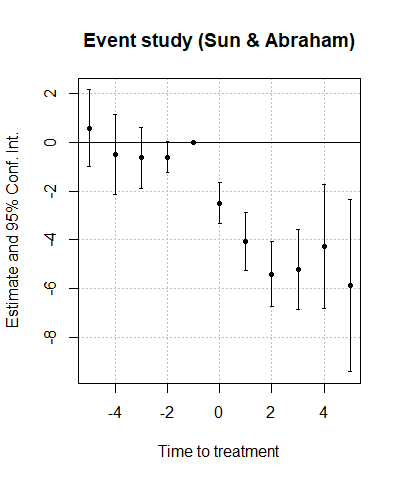 Event study (Sun & Abraham)
Estimate and 95% Conf. Int.
2
0
-2
-4
-6
-8
-4 -2 0 2 4
Time to treatment